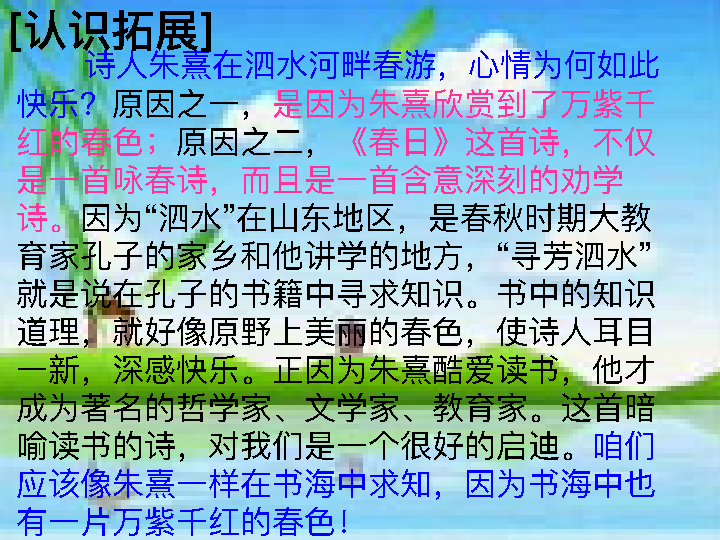 [认识拓展]
诗人朱熹在泗水河畔春游，心情为何如此
快乐？原因之一，是因为朱熹欣赏到了万紫千
红的春色；原因之二，《春日》这首诗，不仅
是一首咏春诗，而且是一首含意深刻的劝学
诗。因为“泗水”在山东地区，是春秋时期大教
育家孔子的家乡和他讲学的地方，“寻芳泗水”
就是说在孔子的书籍中寻求知识。书中的知识
道理，就好像原野上美丽的春色，使诗人耳目
一新，深感快乐。正因为朱熹酷爱读书，他才
成为著名的哲学家、文学家、教育家。这首暗
喻读书的诗，对我们是一个很好的启迪。咱们
应该像朱熹一样在书海中求知，因为书海中也
有一片万紫千红的春色！